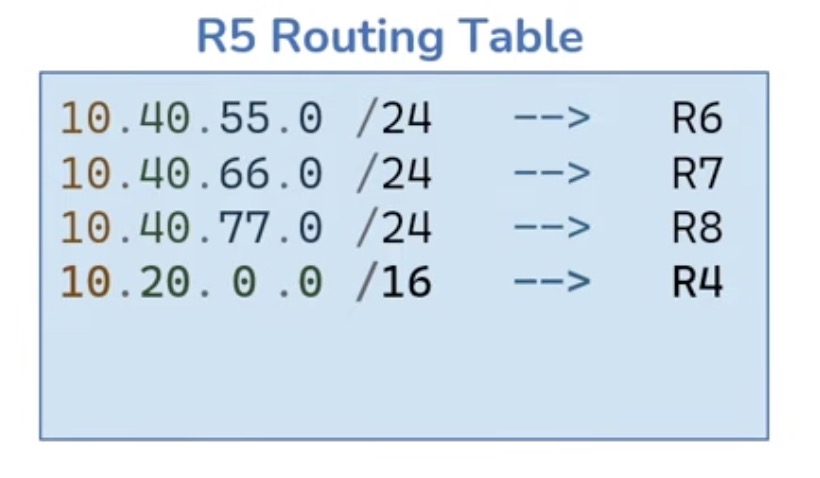 R5 Routing Table
10.40.55.0 /24 --> R6
10.40.66.0 /24 --> R7
10.40.77.0 /24 --> R8
10.20. 0 .0 /16 --> R4